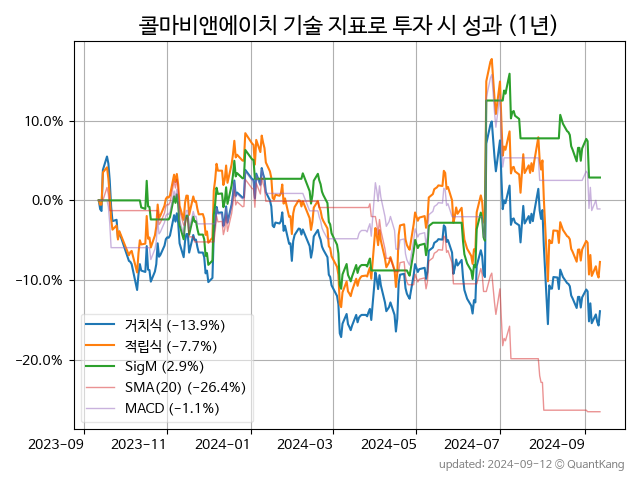 콜마비앤에이치 기술 지표로 투자 시 성과 (1년)
10.0%
0.0%
−10.0%
−20.0%
거치식 (−13.9%)
적립식 (−7.7%)
SigM (2.9%)
SMA(20) (−26.4%)
MACD (−1.1%)
2023-09 2023-11 2024-01 2024-03 2024-05 2024-07 2024-09
updated: 2024-09-12 © QuantKang